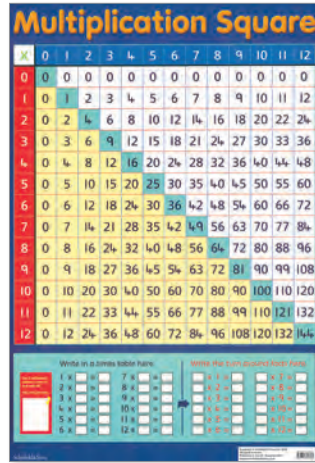 Multiplication Square
X 0 1 2 3 4 5 6 7 8 9 10 11 12
0 0 0 0 0 0 0 0 0 0 0 0 0 0
1 0 1 2 3 4 5 6 7 8 9 10 11 12
2 0 2 4 6 8 10 12 14 16 18 20 22 24
3 0 3 6 9 12 15 18 21 24 27 30 33 36
4 0 4 8 12 16 20 24 28 32 36 40 44 48
5 0 5 10 15 20 25 30 35 40 45 50 55 60
6 0 6 12 18 24 30 36 42 48 54 60 66 72
7 0 7 14 21 28 35 42 49 56 63 70 77 84
8 0 8 16 24 32 40 48 56 64 72 80 88 96
9 0 9 18 27 36 45 54 63 72 81 90 99 108
10 0 10 20 30 40 50 60 70 80 90 100 110 120
11 0 11 22 33 44 55 66 77 88 99 110 121 132
12 0 12 24 36 48 60 72 84 96 108 120 132 144
Write in a times table here
1 x = 7 x =
2 x = 8 x =
3 x = 9 x =
4 x = 10 x =
5 x = 11 x =
6 x = 12 x =